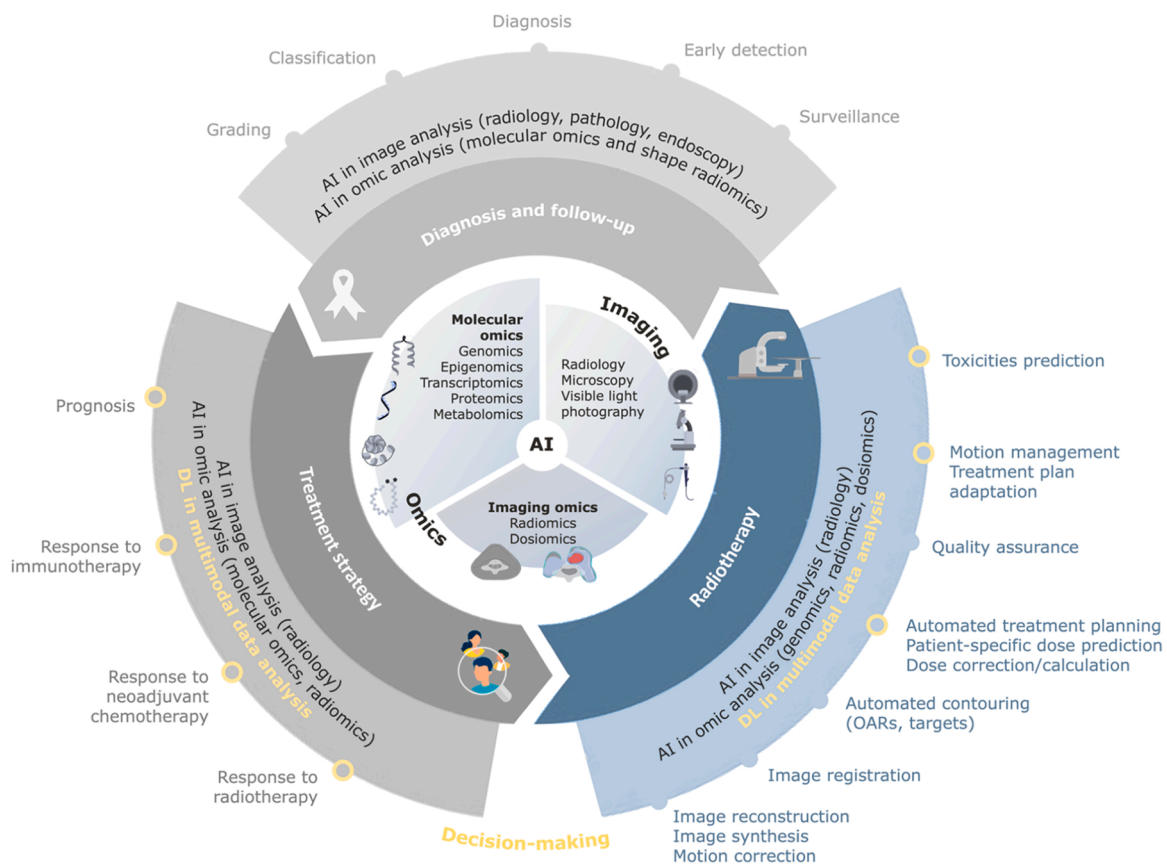 Diagnosis
Classification
Early detection
Grading
Surveillance
AI in image analysis (radiology, pathology, endoscopy)
AI in omic analysis (molecular omics and shape radiomics)
Diagnosis and follow-up
Imaging
Molecular
omics
Genomics
Epigenomics
Transcriptomics
Proteomics
Metabolomics
Radiology
Microscopy
Visible light
photography
AI
Imaging omics
Radiomics
Dosiomics
Omics
Prognosis
Response to
immunotherapy
Response to
neoadjuvant
chemotherapy
Response to
radiotherapy
Treatment strategy
AI in image analysis (radiology)
AI in omic analysis (molecular omics, radiomics)
DL in multimodal data analysis
Radiotherapy
AI in image analysis (radiology)
AI in omic analysis (genomics, radiomics, dosiomics)
DL in multimodal data analysis
Toxicities prediction
Motion management
Treatment plan
adaptation
Quality assurance
Automated treatment planning
Patient-specific dose prediction
Dose correction/calculation
Automated contouring
(OARs, targets)
Image registration
Image reconstruction
Image synthesis
Motion correction
Decision-making